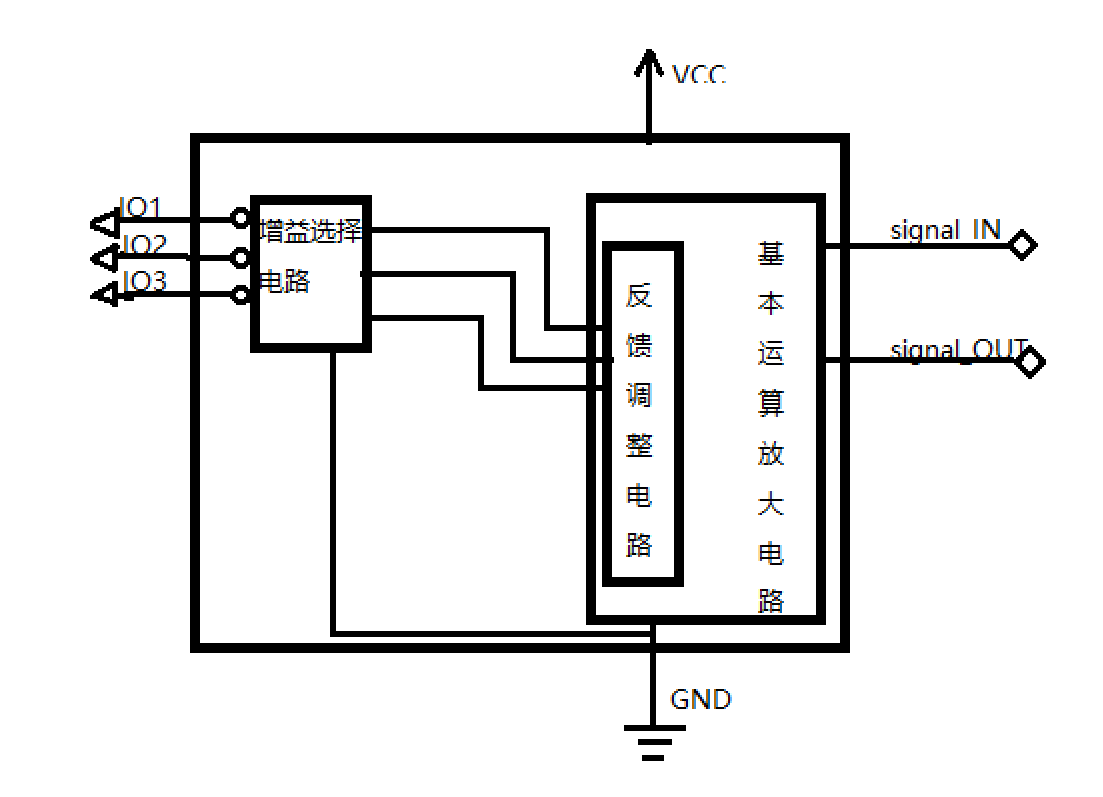 VCC
IO1
IO2
IO3
增益选择
电路
反馈调整电路
基本运算放大电路
signal_IN
signal_OUT
GND